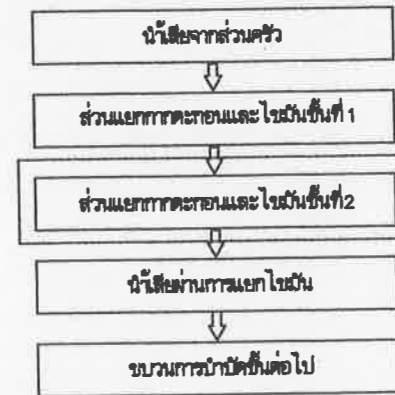 น้ำเสียจากส่วนครัว
ส่วนแยกกากตะกอนและไขมันขั้นที่ 1
ส่วนแยกกากตะกอนและไขมันขั้นที่ 2
น้ำเสียผ่านการแยกไขมัน
ขบวนการบำบัดขั้นต่อไป